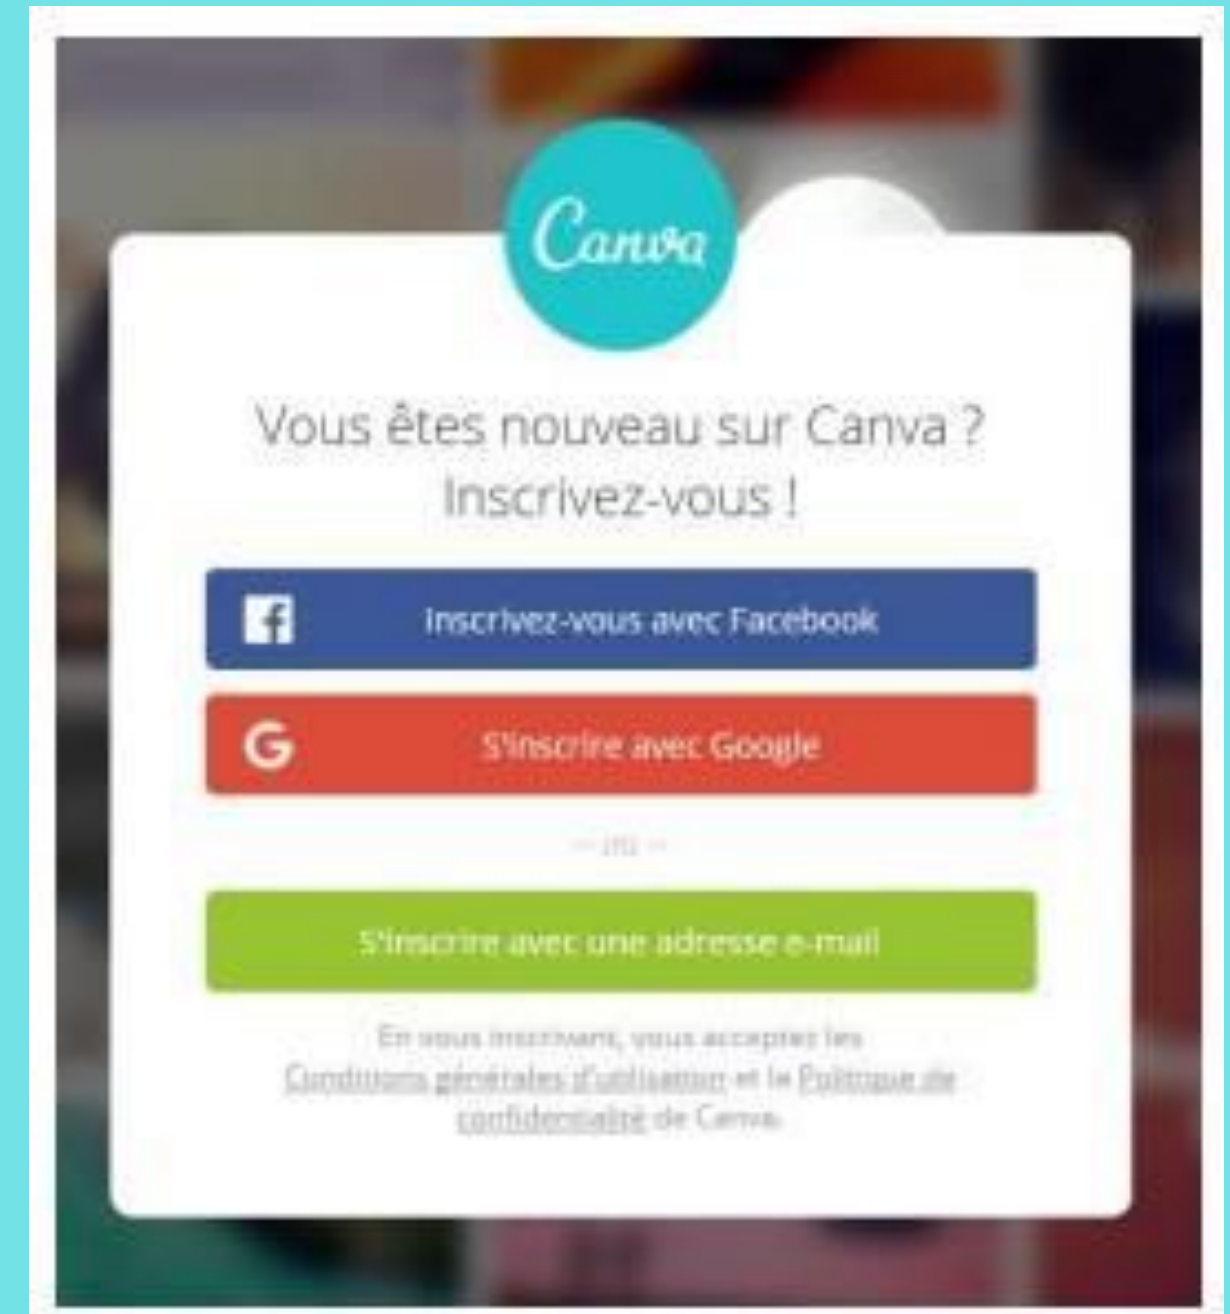 Canva
Vous êtes nouveau sur Canva ?
Inscrivez-vous !
f Inscrivez-vous avec Facebook
G S'inscrire avec Google
— ou —
S'inscrire avec une adresse e-mail
En vous inscrivant, vous acceptez les
Conditions générales d'utilisation et la Politique de
confidentialité de Canva.